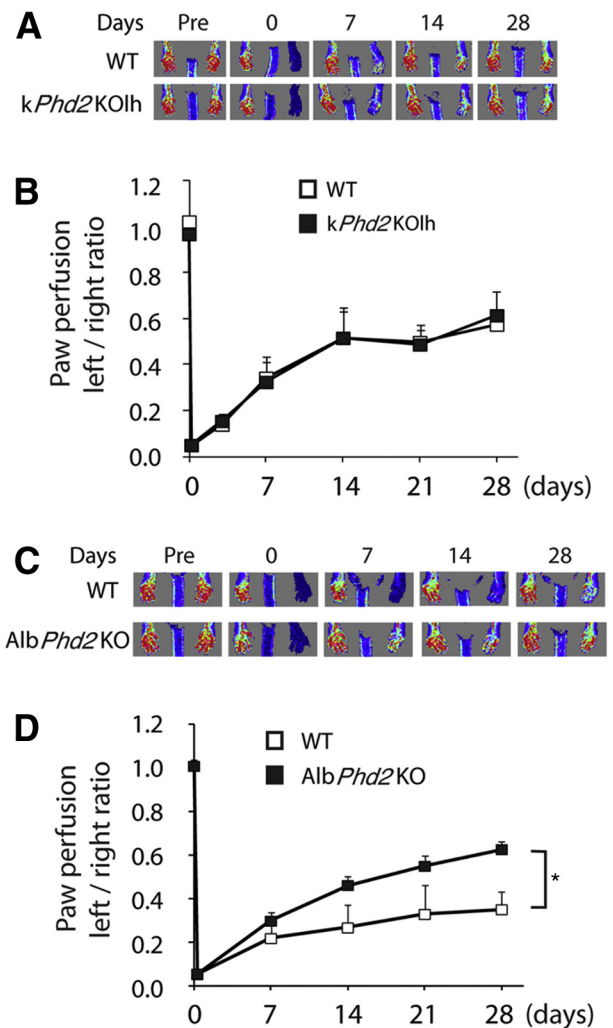 A Days Pre 0 7 14 28
WT
kPhd2KOlh
B
1.2
1.0
0.8
0.6
0.4
0.2
0.0
Paw perfusion
left / right ratio
WT
kPhd2KOlh
0 7 14 21 28 (days)
C Days Pre 0 7 14 28
WT
AlbPhd2KO
D
1.2
1.0
0.8
0.6
0.4
0.2
0.0
Paw perfusion
left / right ratio
WT
AlbPhd2KO
*
0 7 14 21 28 (days)